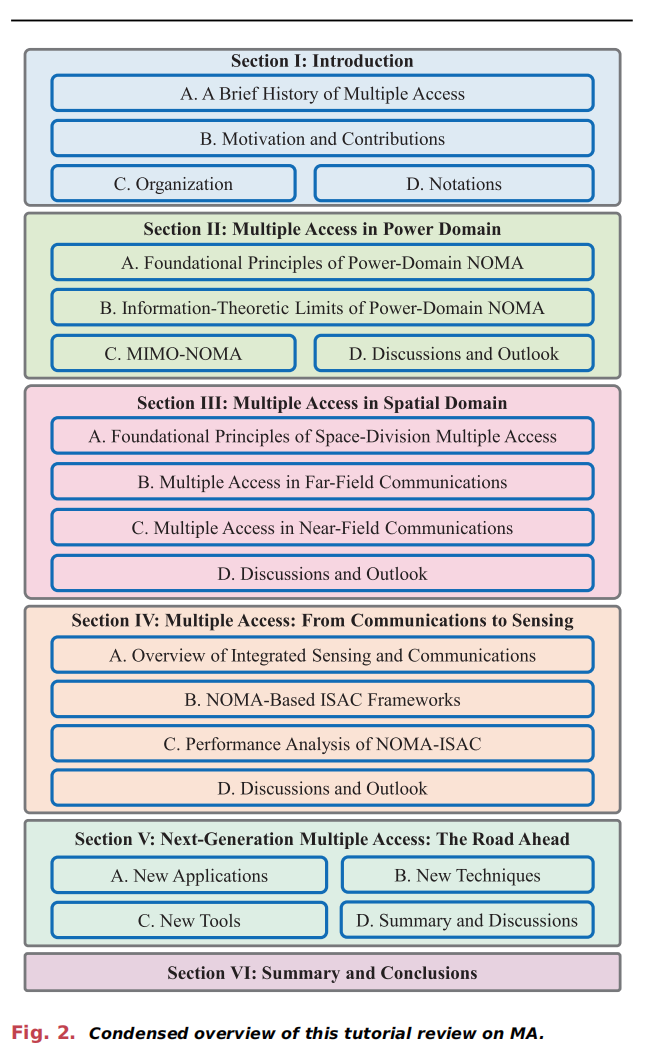 Section I: Introduction
A. A Brief History of Multiple Access
B. Motivation and Contributions
C. Organization
D. Notations
Section II: Multiple Access in Power Domain
A. Foundational Principles of Power-Domain NOMA
B. Information-Theoretic Limits of Power-Domain NOMA
C. MIMO-NOMA
D. Discussions and Outlook
Section III: Multiple Access in Spatial Domain
A. Foundational Principles of Space-Division Multiple Access
B. Multiple Access in Far-Field Communications
C. Multiple Access in Near-Field Communications
D. Discussions and Outlook
Section IV: Multiple Access: From Communications to Sensing
A. Overview of Integrated Sensing and Communications
B. NOMA-Based ISAC Frameworks
C. Performance Analysis of NOMA-ISAC
D. Discussions and Outlook
Section V: Next-Generation Multiple Access: The Road Ahead
A. New Applications
B. New Techniques
C. New Tools
D. Summary and Discussions
Section VI: Summary and Conclusions
Fig. 2. Condensed overview of this tutorial review on MA.